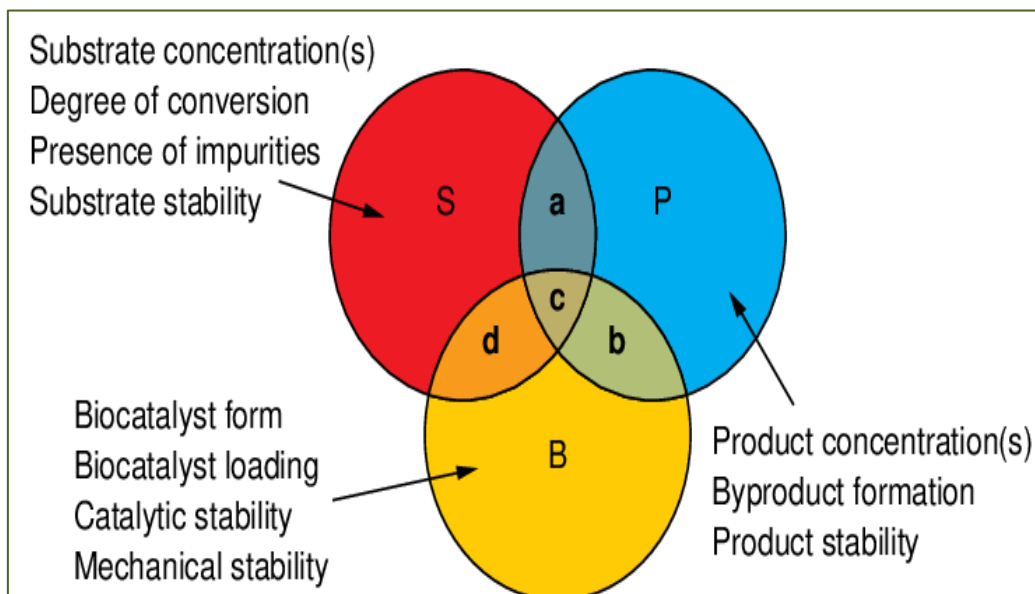 Substrate concentration(s)
Degree of conversion
Presence of impurities
Substrate stability
S
a
P
c
d
b
Biocatalyst form
Biocatalyst loading
Catalytic stability
Mechanical stability
B
Product concentration(s)
Byproduct formation
Product stability